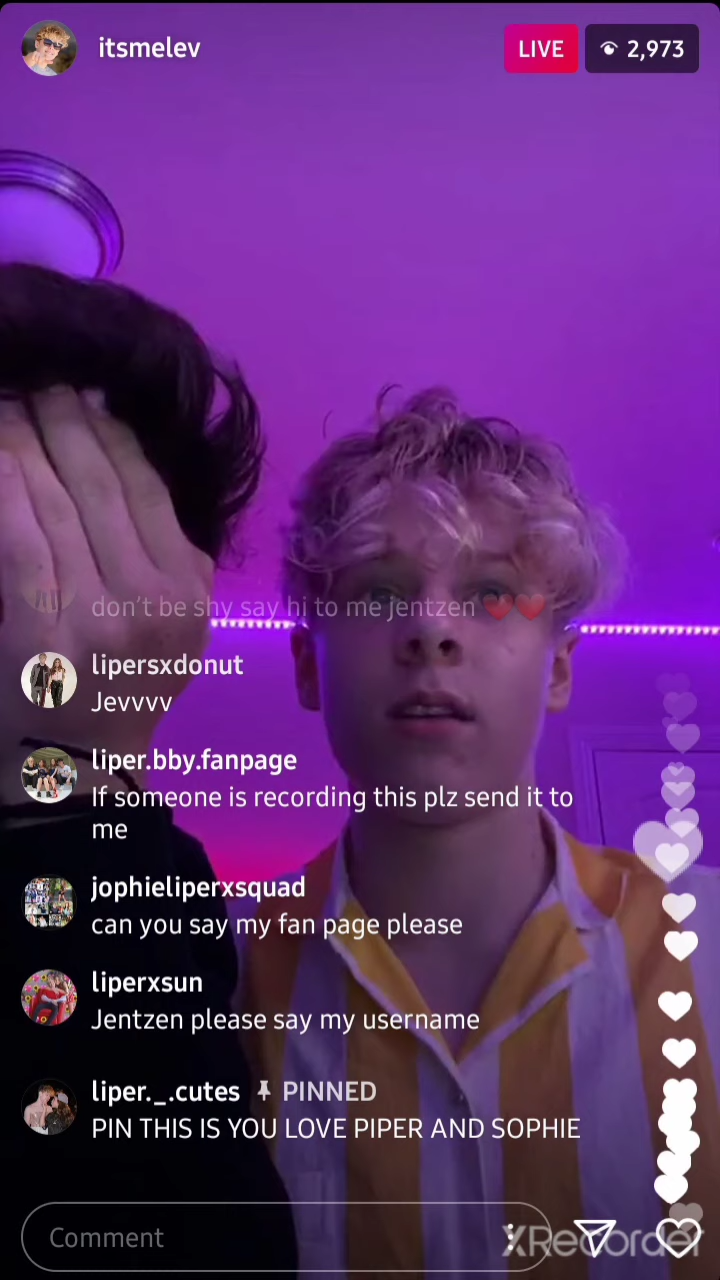 itsmelev
LIVE
2,973
don't be shy say hi to me jentzen ❤️❤️
lipersxdonut
Jevvvv
liper.bby.fanpage
If someone is recording this plz send it to
me
jophieliperxsquad
can you say my fan page please
liperxsun
Jentzen please say my username
liper._.cutes PINNED
PIN THIS IS YOU LOVE PIPER AND SOPHIE
Comment
XRecorder